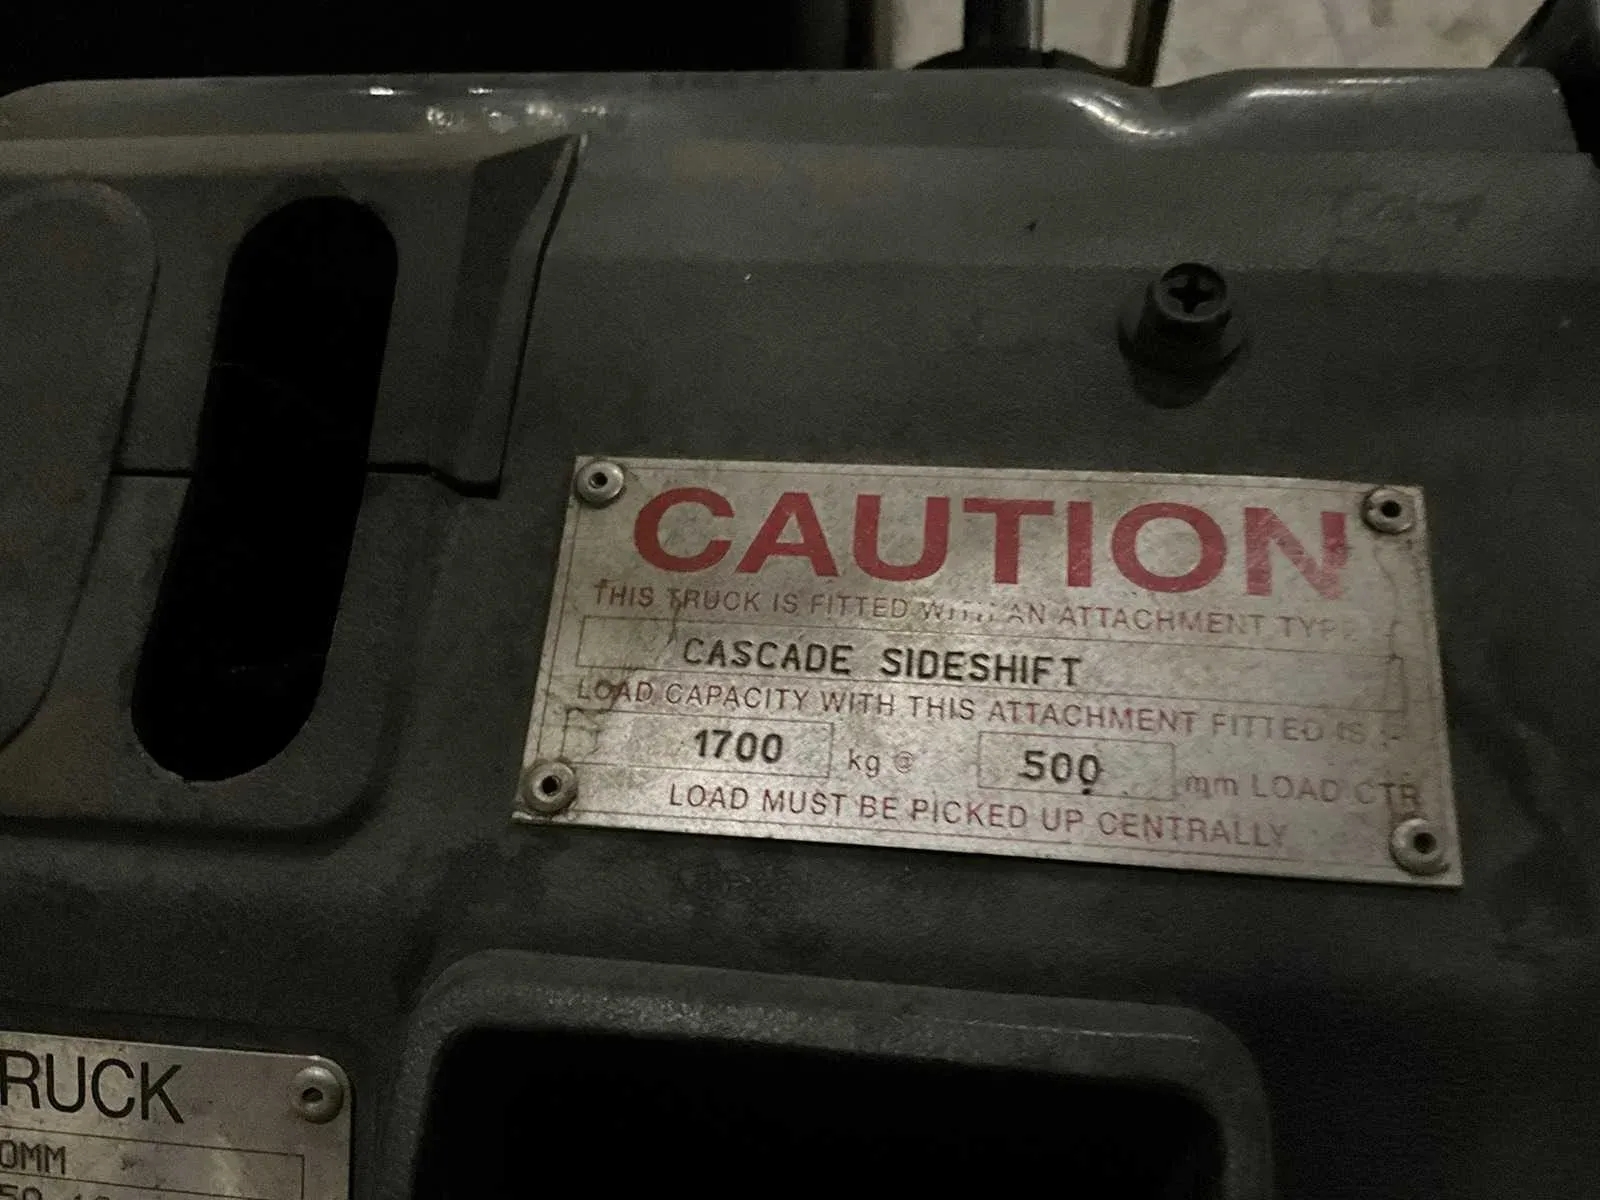 CAUTION
THIS TRUCK IS FITTED WITH AN ATTACHMENT TYPE :-
CASCADE SIDESHIFT
LOAD CAPACITY WITH THIS ATTACHMENT FITTED IS :-
1700 kg @ 500 mm LOAD CTR
LOAD MUST BE PICKED UP CENTRALLY
RUCK
0MM